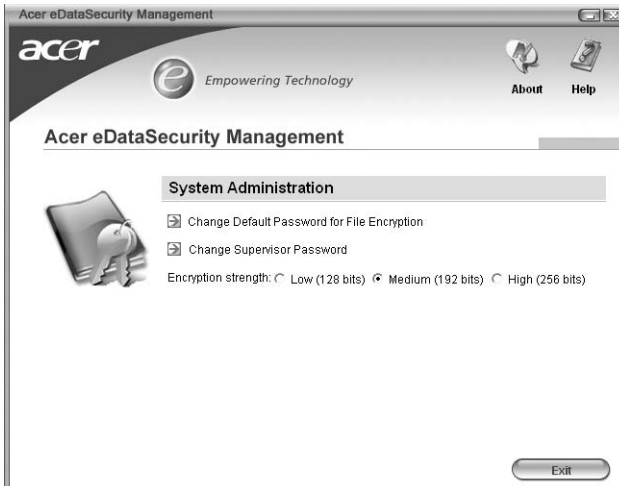 Acer eDataSecurity Management
acer
e Empowering Technology
About Help
Acer eDataSecurity Management
System Administration
Change Default Password for File Encryption
Change Supervisor Password
Encryption strength: Low (128 bits) Medium (192 bits) High (256 bits)
Exit